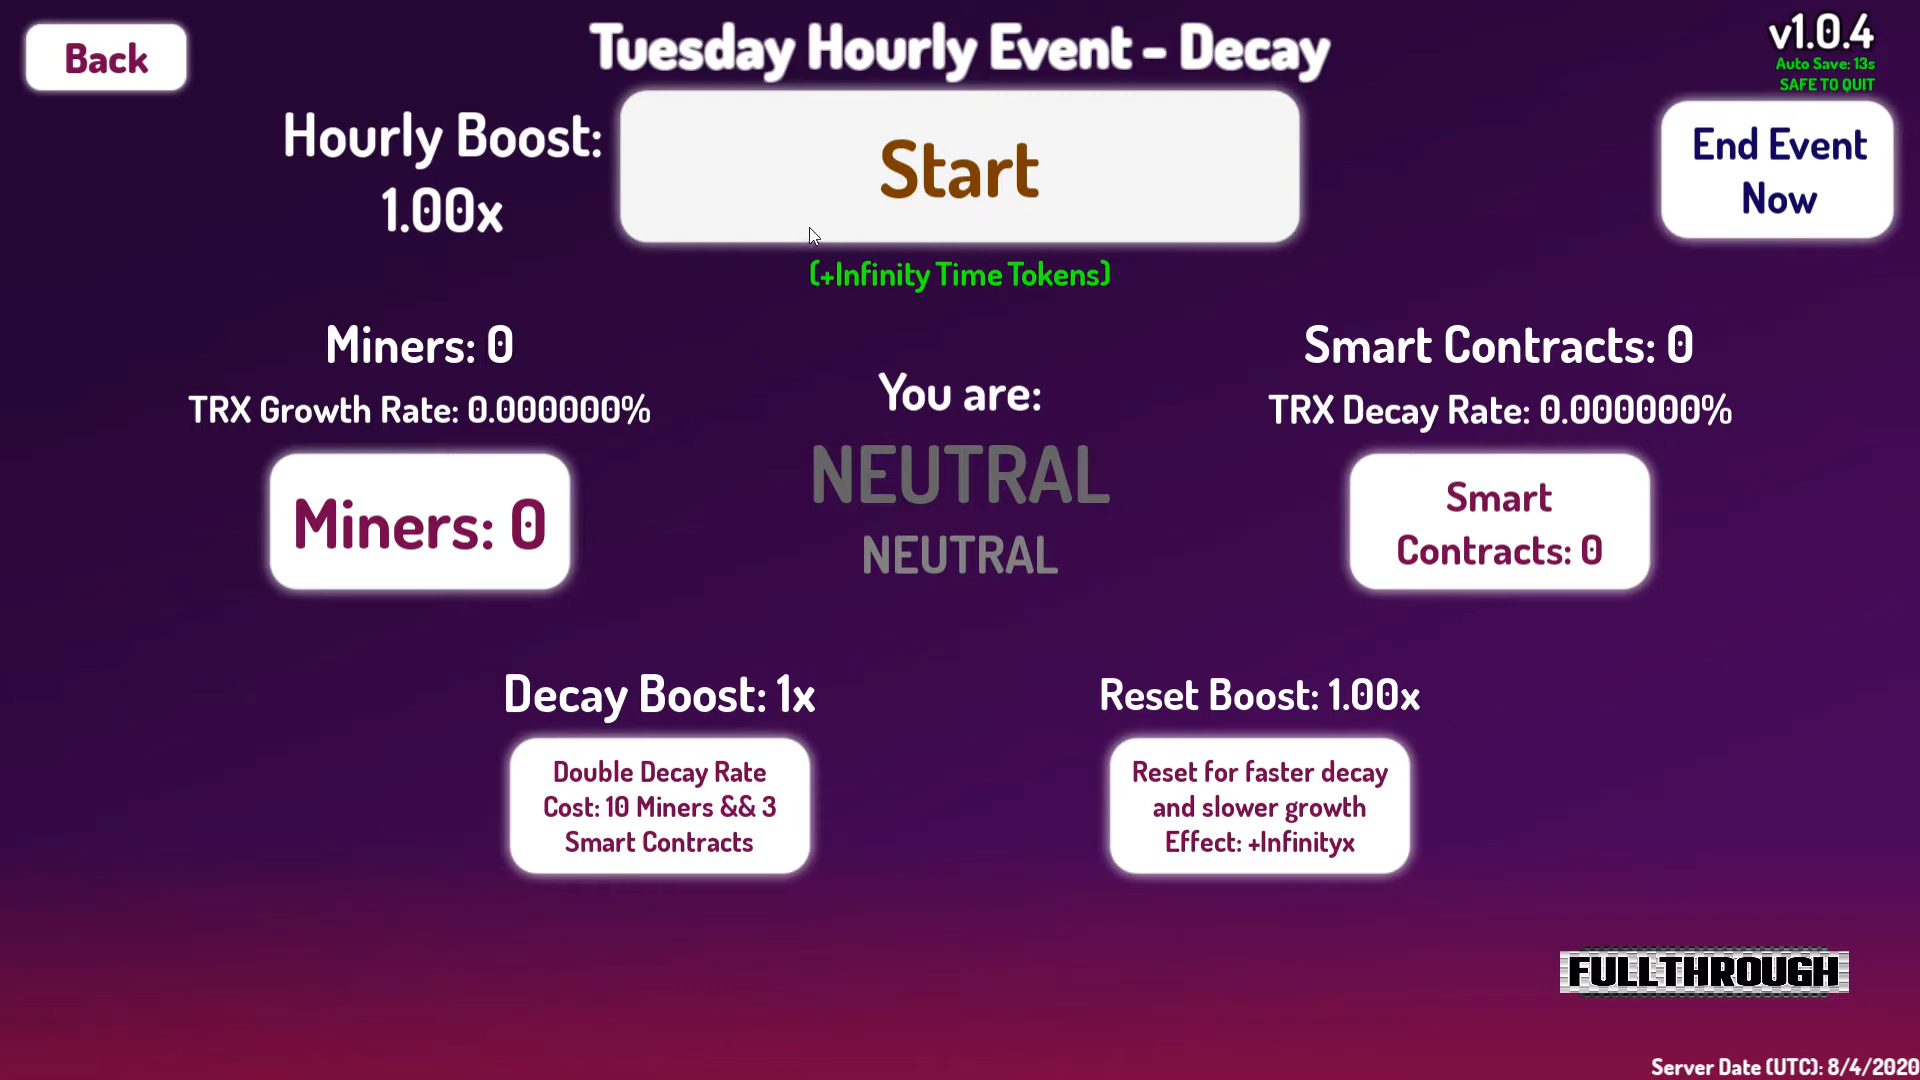 Back
Tuesday Hourly Event - Decay
v1.0.4
Auto Save: 13s
SAFE TO QUIT
Hourly Boost:
1.00x
Start
End Event
Now
(+Infinity Time Tokens)
Miners: 0
TRX Growth Rate: 0.000000%
Miners: 0
You are:
NEUTRAL
NEUTRAL
Smart Contracts: 0
TRX Decay Rate: 0.000000%
Smart
Contracts: 0
Decay Boost: 1x
Double Decay Rate
Cost: 10 Miners && 3
Smart Contracts
Reset Boost: 1.00x
Reset for faster decay
and slower growth
Effect: +Infinityx
FULLTHROUGH
Server Date (UTC): 8/4/2020